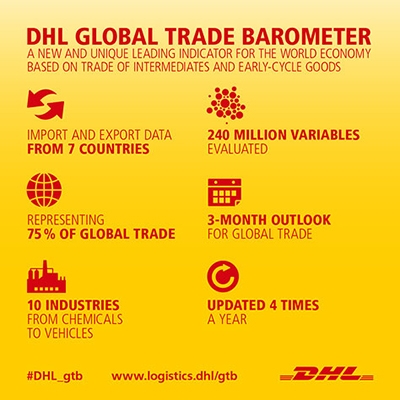 DHL GLOBAL TRADE BAROMETER
A NEW AND UNIQUE LEADING INDICATOR FOR THE WORLD ECONOMY
BASED ON TRADE OF INTERMEDIATES AND EARLY-CYCLE GOODS
IMPORT AND EXPORT DATA
FROM 7 COUNTRIES
240 MILLION VARIABLES
EVALUATED
REPRESENTING
75 % OF GLOBAL TRADE
3-MONTH OUTLOOK
FOR GLOBAL TRADE
10 INDUSTRIES
FROM CHEMICALS
TO VEHICLES
UPDATED 4 TIMES
A YEAR
#DHL_gtb
www.logistics.dhl/gtb
DHL